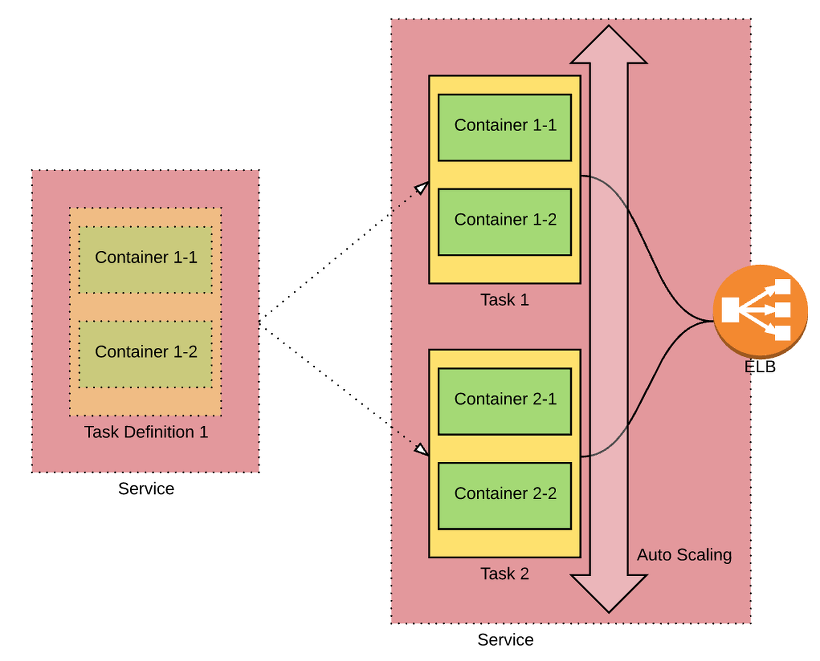 Container 1-1
Container 1-2
Task Definition 1
Service
Container 1-1
Container 1-2
Task 1
Container 2-1
Container 2-2
Task 2
Auto Scaling
Service
ELB